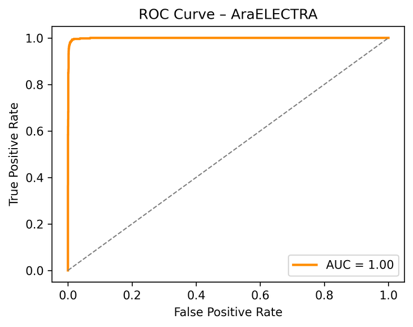 ROC Curve – AraELECTRA
True Positive Rate
1.0
0.8
0.6
0.4
0.2
0.0
0.0 0.2 0.4 0.6 0.8 1.0
False Positive Rate
AUC = 1.00